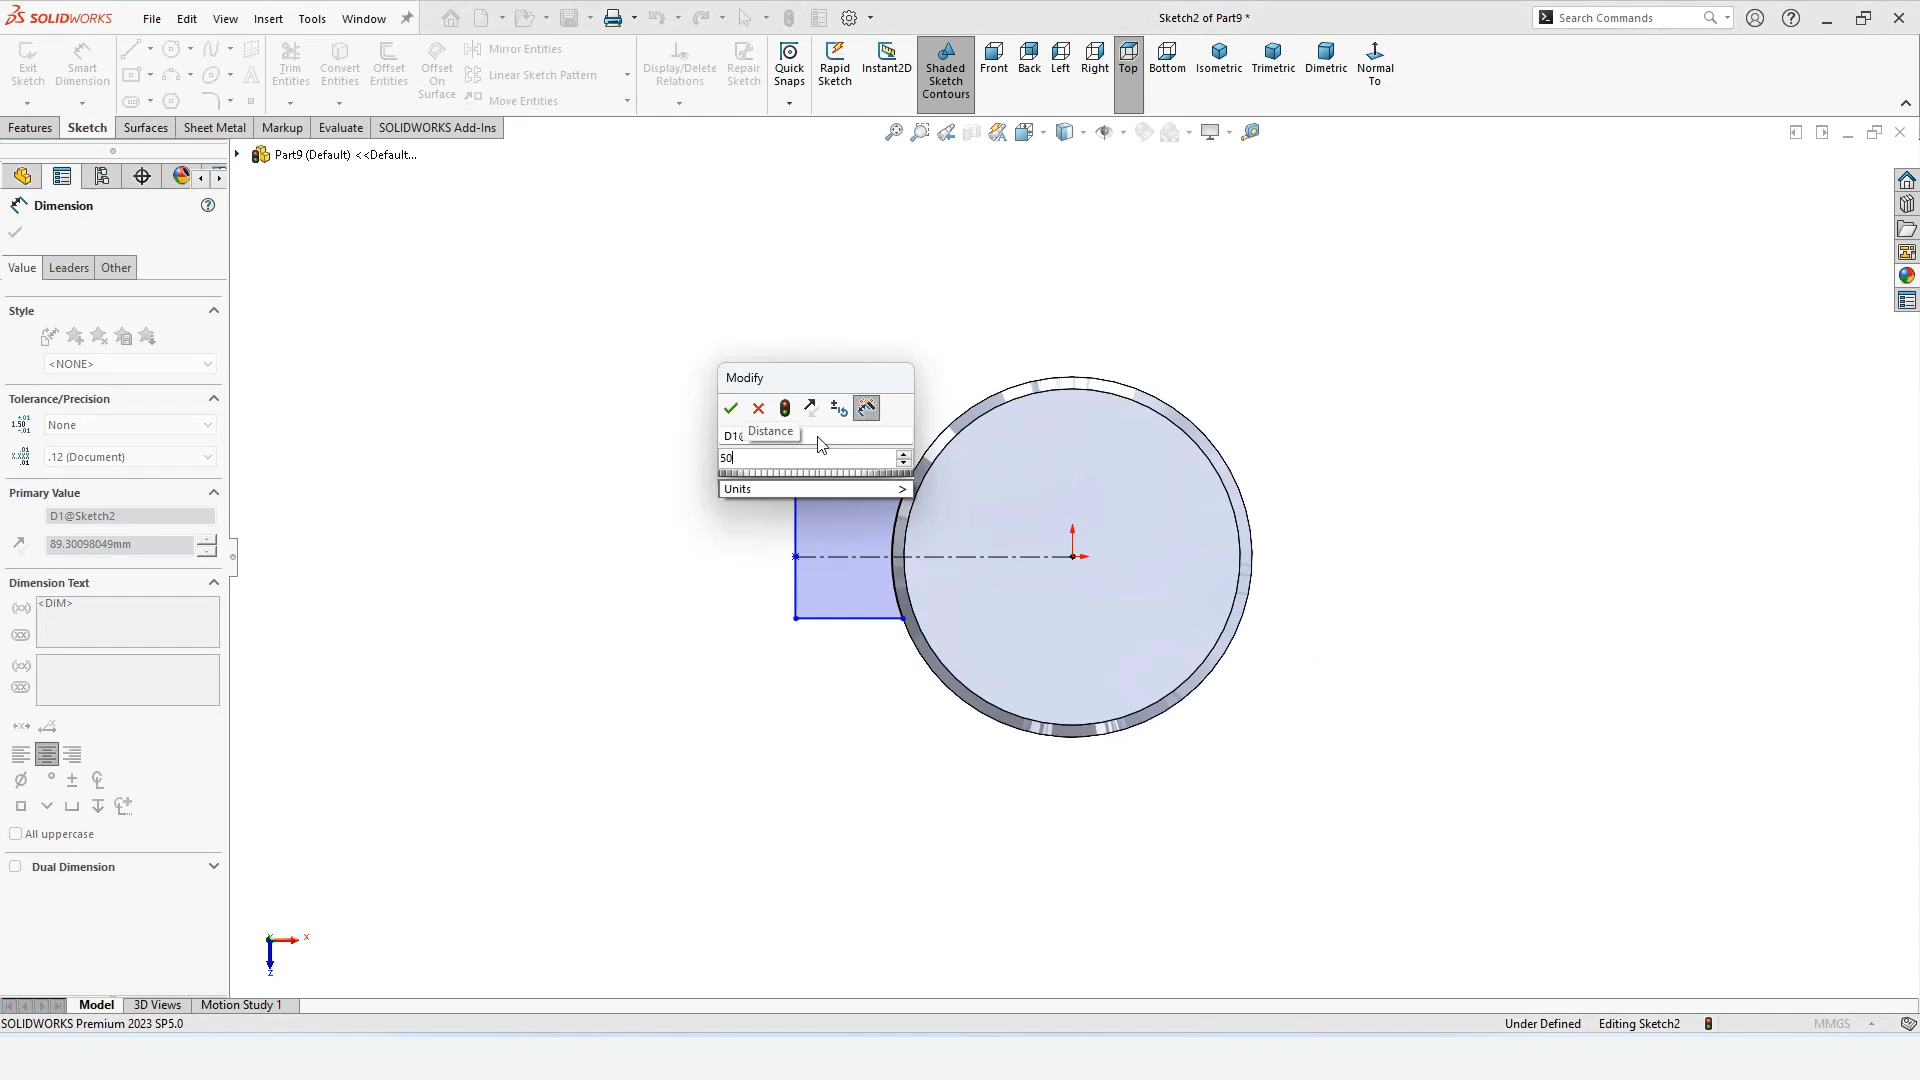 SOLIDWORKS
File Edit View Insert Tools Window
Sketch2 of Part9 *
Search Commands
Exit Sketch
Smart Dimension
Trim Entities
Convert Entities
Offset Entities
Offset On Surface
Mirror Entities
Linear Sketch Pattern
Move Entities
Display/Delete Relations
Repair Sketch
Quick Snaps
Rapid Sketch
Instant2D
Shaded Sketch Contours
Front
Back
Left
Right
Top
Bottom
Isometric
Trimetric
Dimetric
Normal To
Features Sketch Surfaces Sheet Metal Markup Evaluate SOLIDWORKS Add-Ins
Part9 (Default) <<Default...
Dimension
Value Leaders Other
Style
<NONE>
Tolerance/Precision
None
.12 (Document)
Primary Value
D1@Sketch2
89.30098049mm
Dimension Text
<DIM>
All uppercase
Dual Dimension
Modify
Distance
50
Units >
x
z
Model 3D Views Motion Study 1
SOLIDWORKS Premium 2023 SP5.0
Under Defined
Editing Sketch2
MMGS